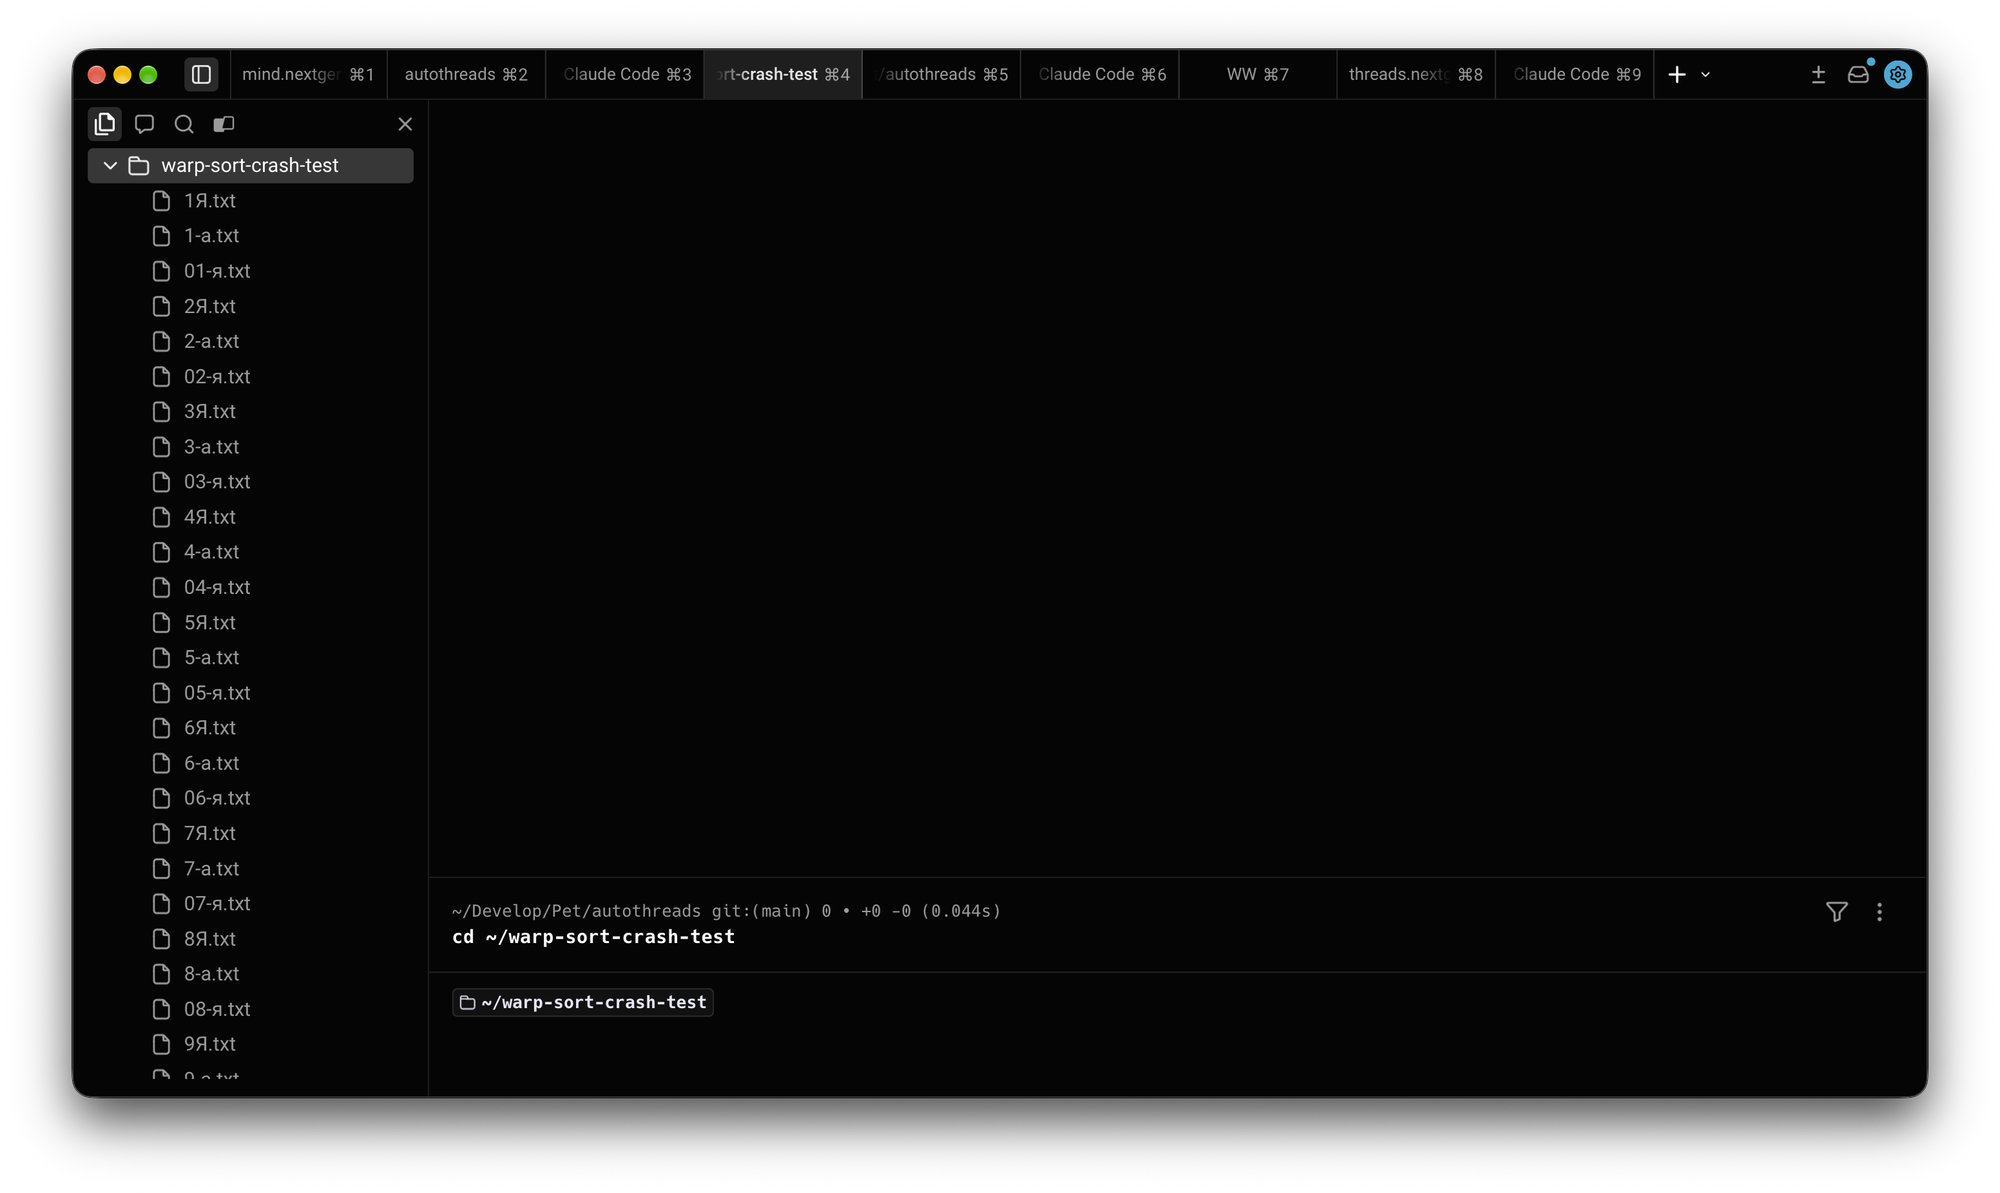 mind.nextge ⌘1
autothreads ⌘2
Claude Code ⌘3
rt-crash-test ⌘4
/autothreads ⌘5
Claude Code ⌘6
WW ⌘7
threads.next ⌘8
Claude Code ⌘9
warp-sort-crash-test
1Я.txt
1-a.txt
01-я.txt
2Я.txt
2-a.txt
02-я.txt
3Я.txt
3-a.txt
03-я.txt
4Я.txt
4-a.txt
04-я.txt
5Я.txt
5-a.txt
05-я.txt
6Я.txt
6-a.txt
06-я.txt
7Я.txt
7-a.txt
07-я.txt
8Я.txt
8-a.txt
08-я.txt
9Я.txt
9-a.txt
~/Develop/Pet/autothreads git:(main) 0 • +0 -0 (0.044s)
cd ~/warp-sort-crash-test
~/warp-sort-crash-test